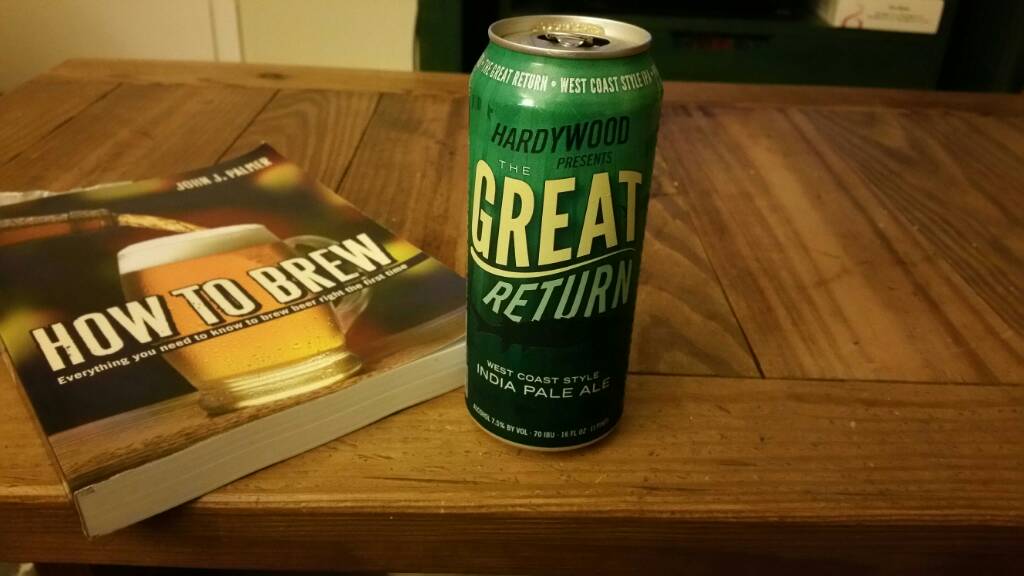 JOHN J. PALMER
HOW TO BREW
Everything you need to know to brew beer right the first time
THE GREAT RETURN • WEST COAST STYLE IPA
HARDYWOOD
PRESENTS
THE
GREAT
RETURN
WEST COAST STYLE
INDIA PALE ALE
ALCOHOL 7.5% BY VOL · 70 IBU · 16 FL OZ